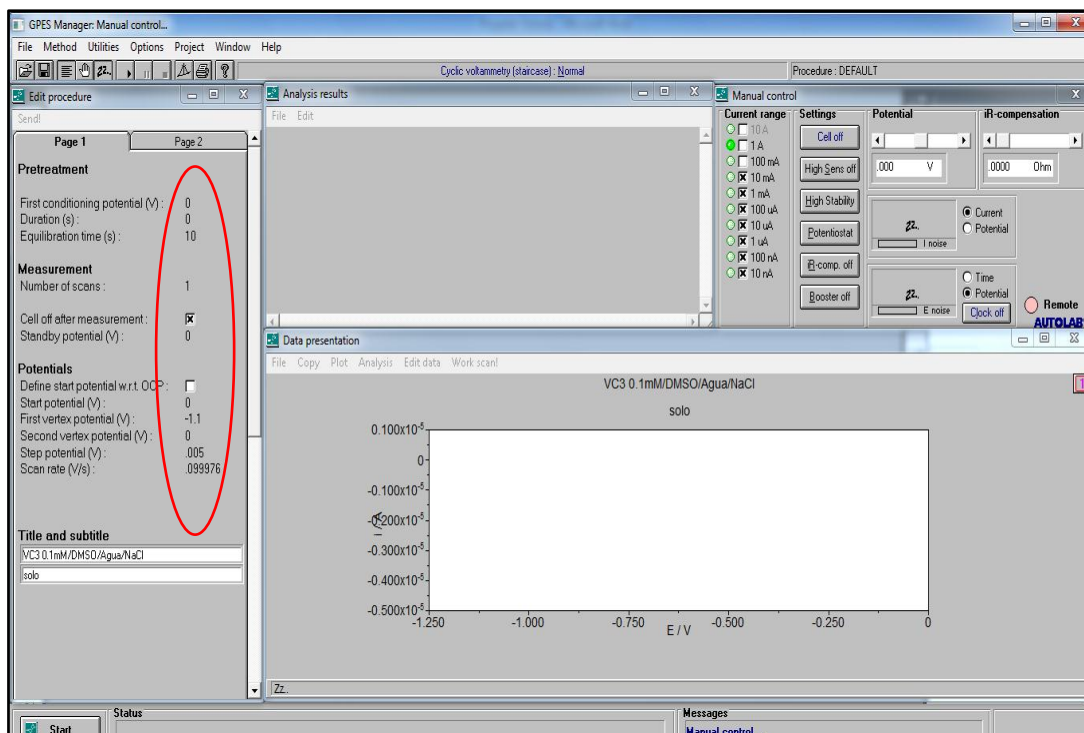 GPES Manager: Manual control...
File Method Utilities Options Project Window Help
Cyclic voltammetry (staircase) : Normal
Procedure : DEFAULT
Edit procedure
Send!
Page 1 Page 2
Pretreatment
First conditioning potential (V) : 0
Duration (s) : 0
Equilibration time (s) : 10
Measurement
Number of scans : 1
Cell off after measurement :
Standby potential (V) : 0
Potentials
Define start potential w.r.t. OCP :
Start potential (V) : 0
First vertex potential (V) : -1.1
Second vertex potential (V) : 0
Step potential (V) : .005
Scan rate (V/s) : .099976
Title and subtitle
VC3 0.1mM/DMSO/Agua/NaCl
solo
Analysis results
File Edit
Manual control
Current range
10 A
1 A
100 mA
10 mA
1 mA
100 uA
10 uA
1 uA
100 nA
10 nA
Settings
Cell off
High Sens off
High Stability
Potentiostat
iR-comp. off
Booster off
Potential
.000 V
iR-compensation
.0000 Ohm
I noise
Current
Potential
E noise
Time
Potential
Clock off
Remote
AUTOLAB
Data presentation
File Copy Plot Analysis Edit data Work scan!
VC3 0.1mM/DMSO/Agua/NaCl
1
solo
0.100x10-5
0
-0.100x10-5
-0.200x10-5
-0.300x10-5
-0.400x10-5
-0.500x10-5
i / A
-1.250 -1.000 -0.750 -0.500 -0.250 0
E / V
Zz..
Start
Status
Messages
Manual control